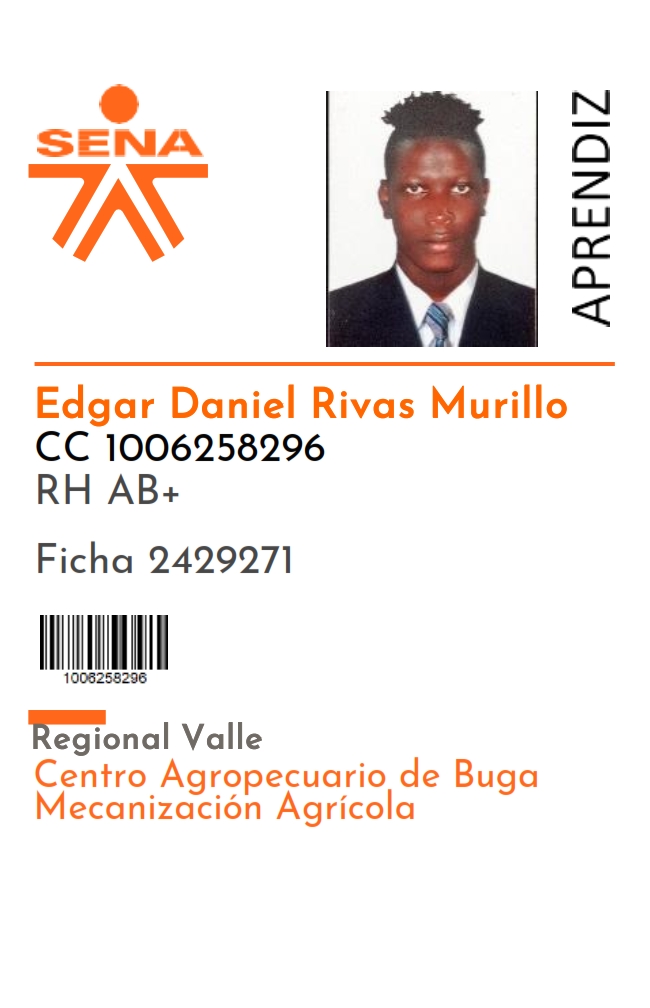 SENA
APRENDIZ
Edgar Daniel Rivas Murillo
CC 1006258296
RH AB+
Ficha 2429271
1006258296
Regional Valle
Centro Agropecuario de Buga
Mecanización Agrícola